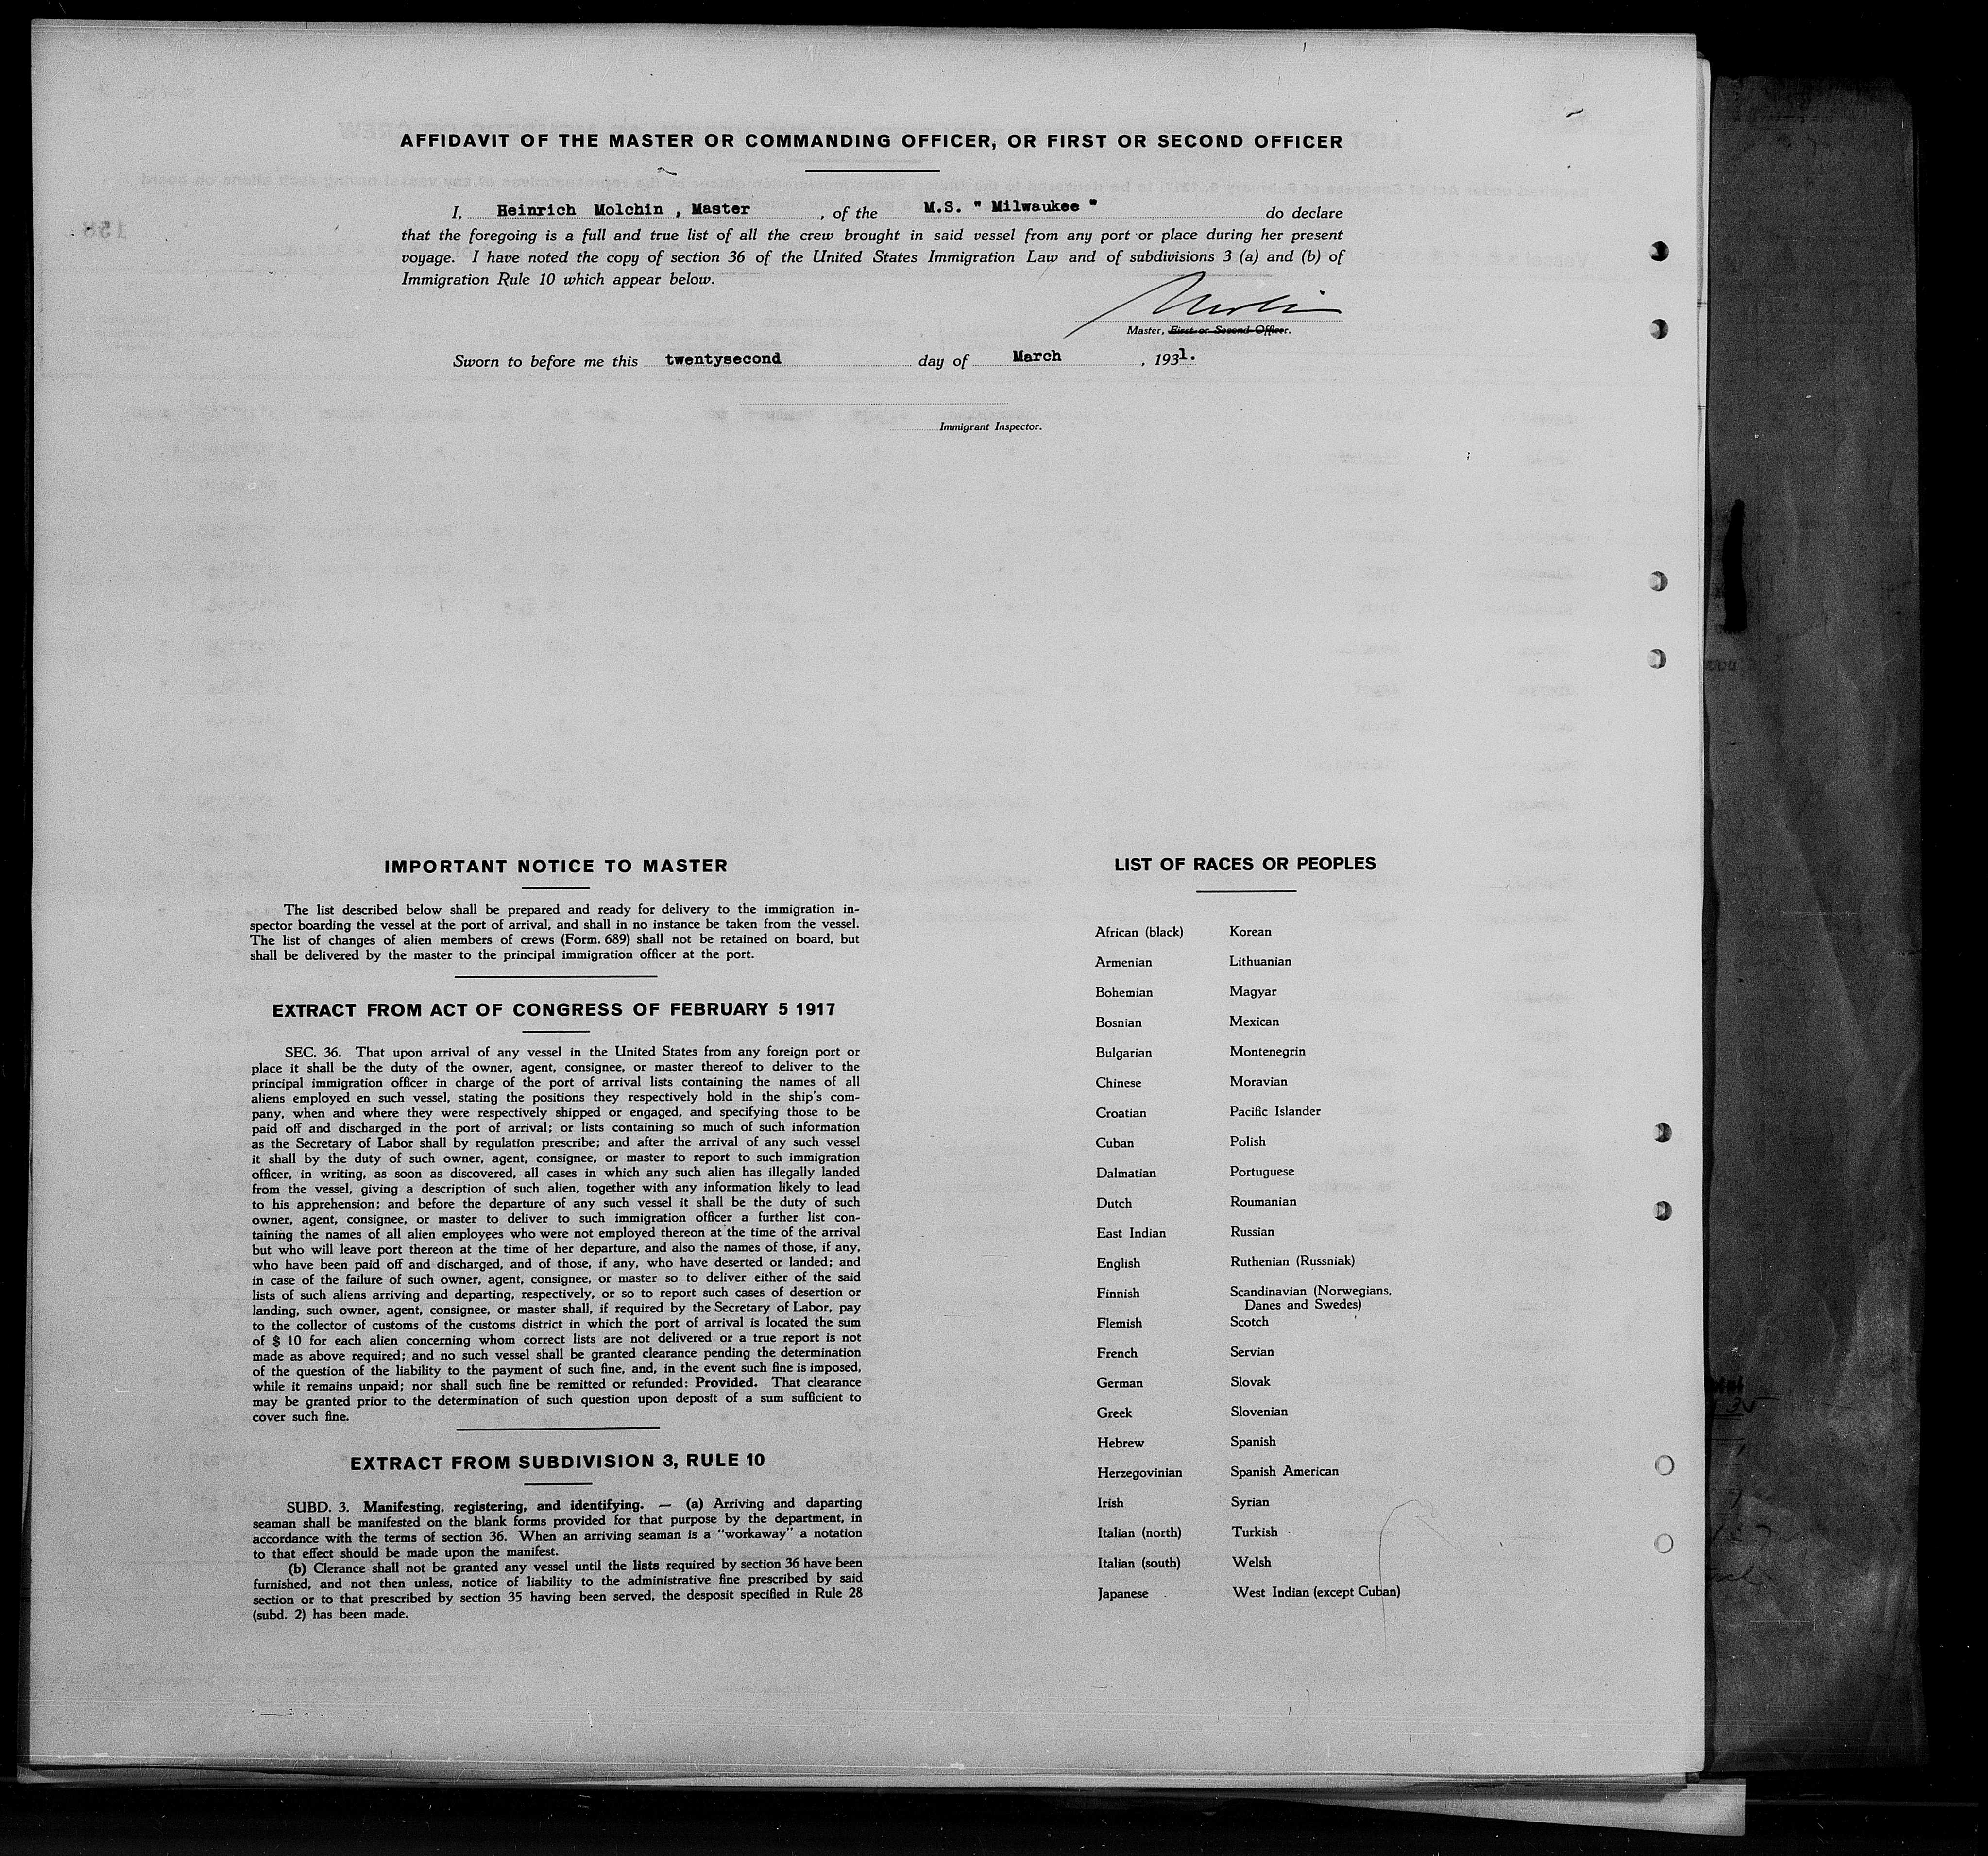 AFFIDAVIT OF THE MASTER OR COMMANDING OFFICER, OR FIRST OR SECOND OFFICER
I, Heinrich Molchin , Master , of the M.S. " Milwaukee " do declare
that the foregoing is a full and true list of all the crew brought in said vessel from any port or place during her present
voyage. I have noted the copy of section 36 of the United States Immigration Law and of subdivisions 3 (a) and (b) of
Immigration Rule 10 which appear below.
Master, First or Second Officer.
Sworn to before me this twentysecond day of March , 1931.
Immigrant Inspector.
IMPORTANT NOTICE TO MASTER
The list described below shall be prepared and ready for delivery to the immigration in-
spector boarding the vessel at the port of arrival, and shall in no instance be taken from the vessel.
The list of changes of alien members of crews (Form. 689) shall not be retained on board, but
shall be delivered by the master to the principal immigration officer at the port.
EXTRACT FROM ACT OF CONGRESS OF FEBRUARY 5 1917
SEC. 36. That upon arrival of any vessel in the United States from any foreign port or
place it shall be the duty of the owner, agent, consignee, or master thereof to deliver to the
principal immigration officer in charge of the port of arrival lists containing the names of all
aliens employed en such vessel, stating the positions they respectively hold in the ship's com-
pany, when and where they were respectively shipped or engaged, and specifying those to be
paid off and discharged in the port of arrival; or lists containing so much of such information
as the Secretary of Labor shall by regulation prescribe; and after the arrival of any such vessel
it shall by the duty of such owner, agent, consignee, or master to report to such immigration
officer, in writing, as soon as discovered, all cases in which any such alien has illegally landed
from the vessel, giving a description of such alien, together with any information likely to lead
to his apprehension; and before the departure of any such vessel it shall be the duty of such
owner, agent, consignee, or master to deliver to such immigration officer a further list con-
taining the names of all alien employees who were not employed thereon at the time of the arrival
but who will leave port thereon at the time of her departure, and also the names of those, if any,
who have been paid off and discharged, and of those, if any, who have deserted or landed; and
in case of the failure of such owner, agent, consignee, or master so to deliver either of the said
lists of such aliens arriving and departing, respectively, or so to report such cases of desertion or
landing, such owner, agent, consignee, or master shall, if required by the Secretary of Labor, pay
to the collector of customs of the customs district in which the port of arrival is located the sum
of $ 10 for each alien concerning whom correct lists are not delivered or a true report is not
made as above required; and no such vessel shall be granted clearance pending the determination
of the question of the liability to the payment of such fine, and, in the event such fine is imposed,
while it remains unpaid; nor shall such fine be remitted or refunded: Provided. That clearance
may be granted prior to the determination of such question upon deposit of a sum sufficient to
cover such fine.
EXTRACT FROM SUBDIVISION 3, RULE 10
SUBD. 3. Manifesting, registering, and identifying. — (a) Arriving and daparting
seaman shall be manifested on the blank forms provided for that purpose by the department, in
accordance with the terms of section 36. When an arriving seaman is a "workaway" a notation
to that effect should be made upon the manifest.
(b) Clerance shall not be granted any vessel until the lists required by section 36 have been
furnished, and not then unless, notice of liability to the administrative fine prescribed by said
section or to that prescribed by section 35 having been served, the desposit specified in Rule 28
(subd. 2) has been made.
LIST OF RACES OR PEOPLES
African (black) Korean
Armenian Lithuanian
Bohemian Magyar
Bosnian Mexican
Bulgarian Montenegrin
Chinese Moravian
Croatian Pacific Islander
Cuban Polish
Dalmatian Portuguese
Dutch Roumanian
East Indian Russian
English Ruthenian (Russniak)
Finnish Scandinavian (Norwegians,
Danes and Swedes)
Flemish Scotch
French Servian
German Slovak
Greek Slovenian
Hebrew Spanish
Herzegovinian Spanish American
Irish Syrian
Italian (north) Turkish
Italian (south) Welsh
Japanese West Indian (except Cuban)